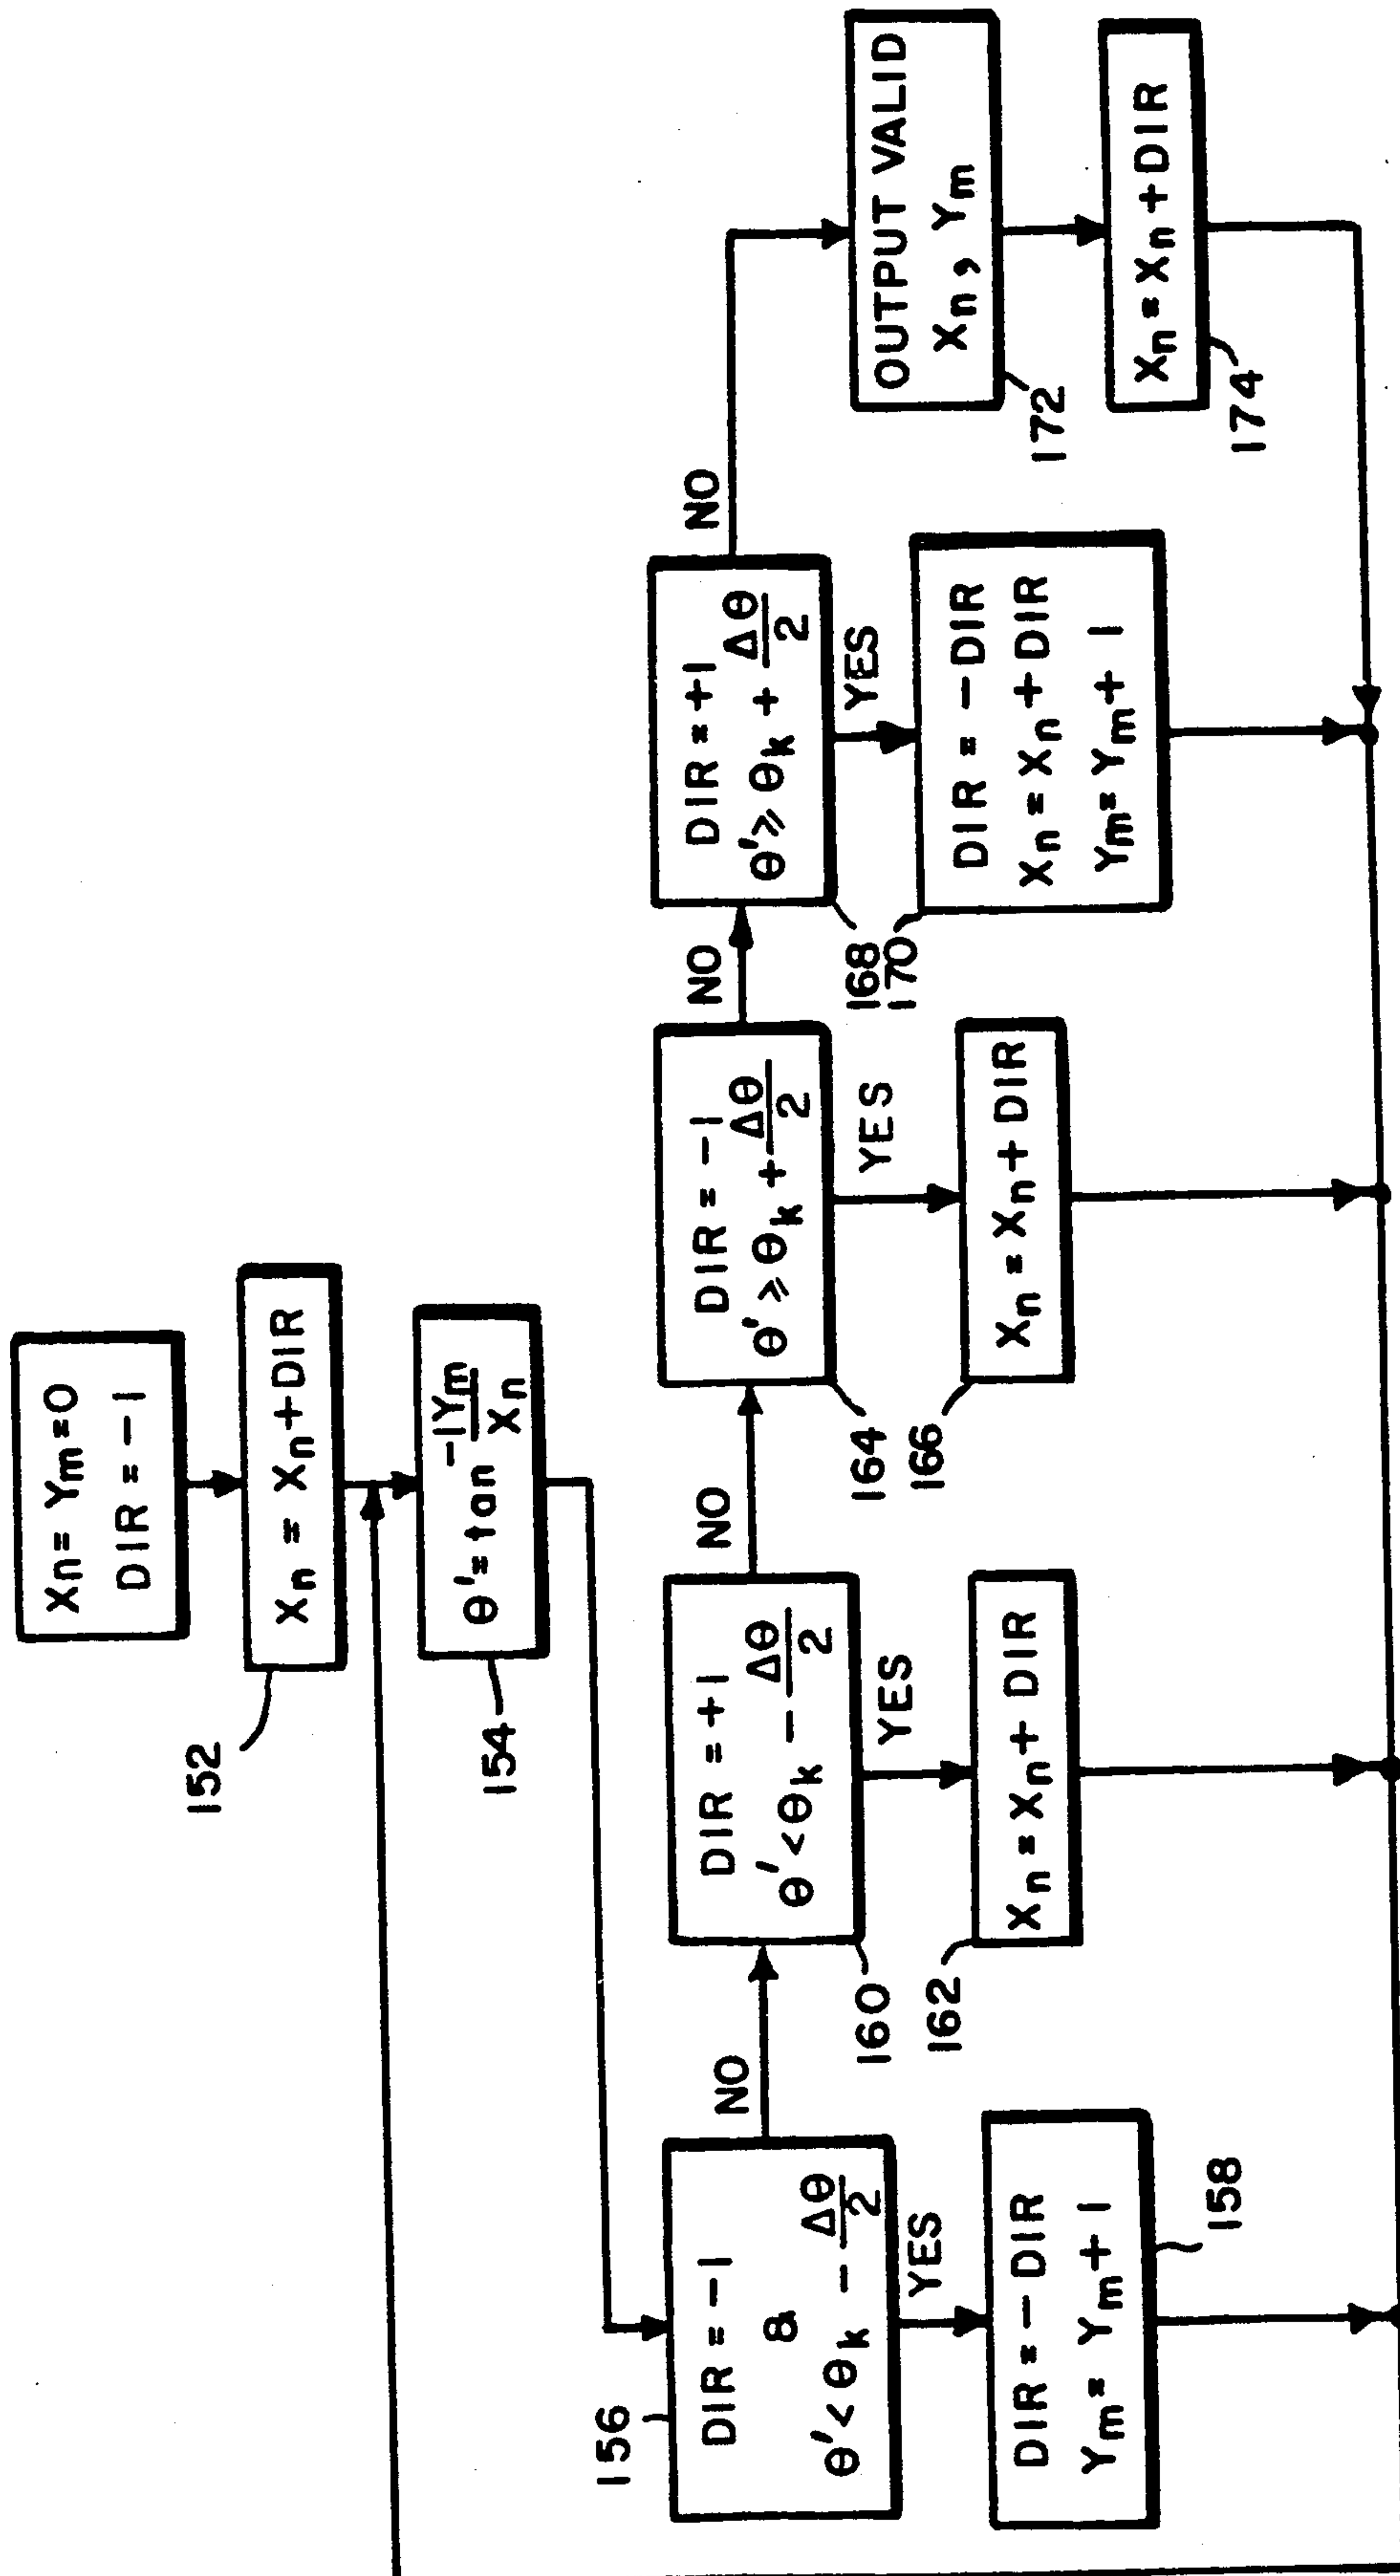 Xn = Ym = 0
DIR = −1
Xn = Xn + DIR
152
θ' = tan⁻¹ Ym/Xn
154
156
DIR = −1
&
θ' < θk − Δθ/2
NO
DIR = +1
θ' < θk − Δθ/2
NO
DIR = −1
θ' ≥ θk + Δθ/2
NO
DIR = +1
θ' ≥ θk + Δθ/2
NO
YES
160
YES
164
YES
168
YES
DIR = −DIR
Ym = Ym + 1
158
162
Xn = Xn + DIR
166
Xn = Xn + DIR
170
DIR = −DIR
Xn = Xn + DIR
Ym = Ym + 1
OUTPUT VALID
Xn, Ym
172
Xn = Xn + DIR
174